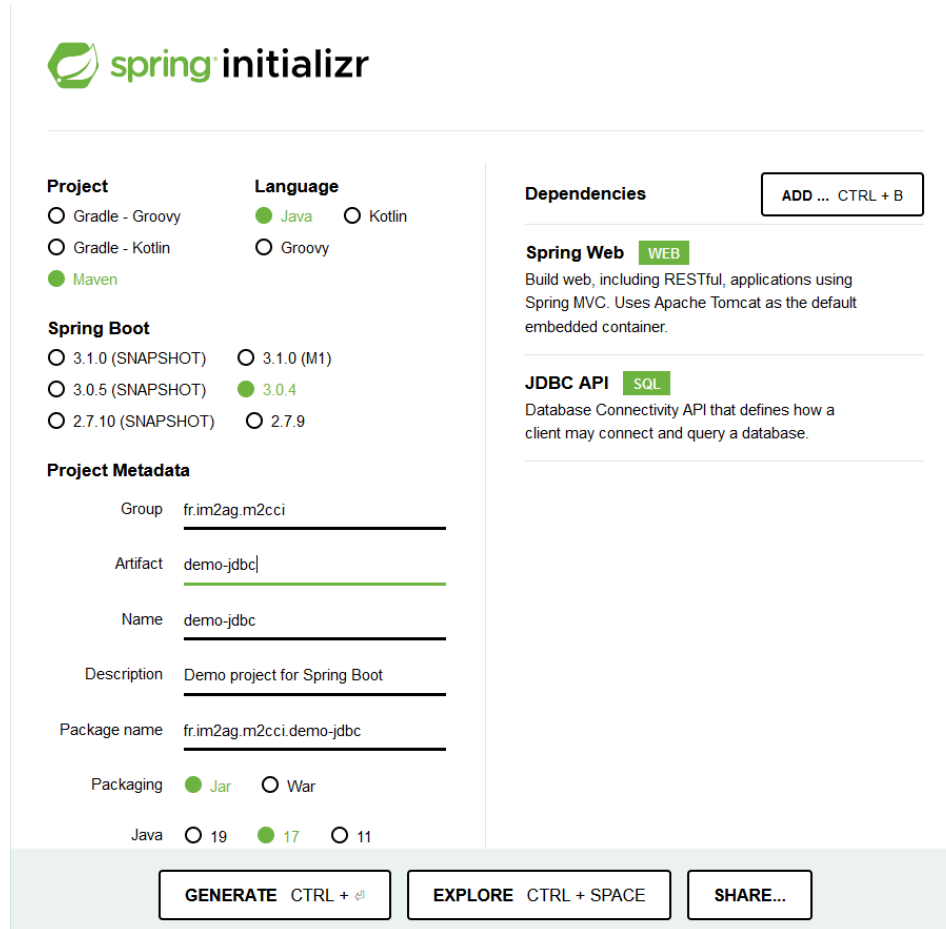 spring initializr
Project
Gradle - Groovy
Gradle - Kotlin
Maven
Language
Java Kotlin
Groovy
Spring Boot
3.1.0 (SNAPSHOT) 3.1.0 (M1)
3.0.5 (SNAPSHOT) 3.0.4
2.7.10 (SNAPSHOT) 2.7.9
Project Metadata
Group fr.im2ag.m2cci
Artifact demo-jdbc
Name demo-jdbc
Description Demo project for Spring Boot
Package name fr.im2ag.m2cci.demo-jdbc
Packaging Jar War
Java 19 17 11
Dependencies
ADD ... CTRL + B
Spring Web WEB
Build web, including RESTful, applications using
Spring MVC. Uses Apache Tomcat as the default
embedded container.
JDBC API SQL
Database Connectivity API that defines how a
client may connect and query a database.
GENERATE CTRL + ⏎
EXPLORE CTRL + SPACE
SHARE...